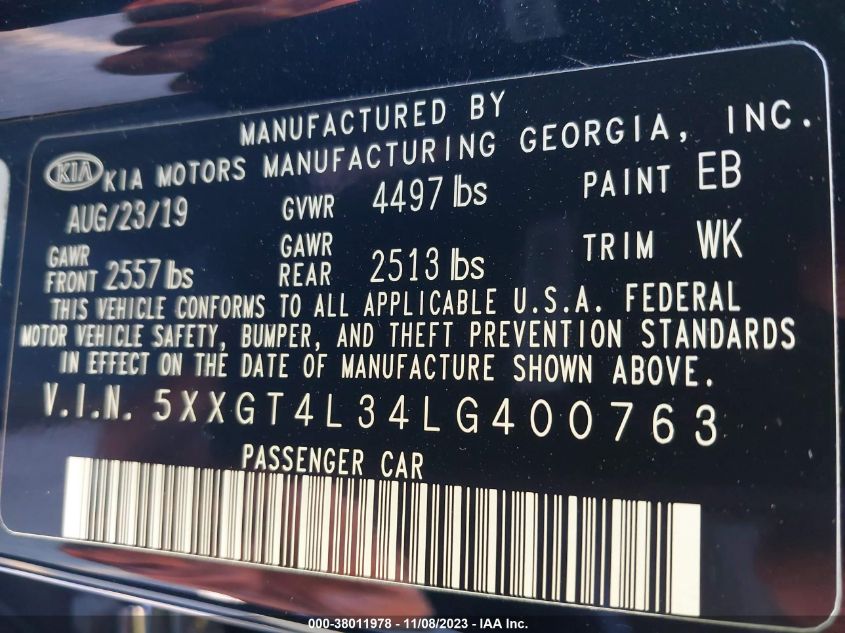 MANUFACTURED BY
KIA KIA MOTORS MANUFACTURING GEORGIA, INC.
AUG/23/19 GVWR 4497 lbs PAINT EB
GAWR FRONT 2557 lbs GAWR REAR 2513 lbs TRIM WK
THIS VEHICLE CONFORMS TO ALL APPLICABLE U.S.A. FEDERAL
MOTOR VEHICLE SAFETY, BUMPER, AND THEFT PREVENTION STANDARDS
IN EFFECT ON THE DATE OF MANUFACTURE SHOWN ABOVE.
V.I.N. 5XXGT4L34LG400763
PASSENGER CAR
000-38011978 - 11/08/2023 - IAA Inc.